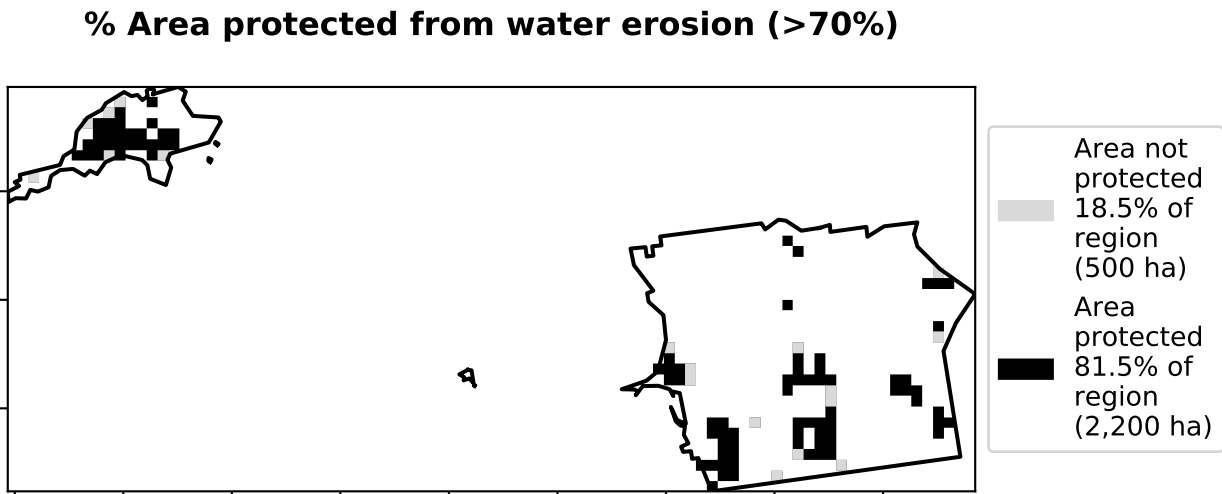 % Area protected from water erosion (>70%)
Area not
protected
18.5% of
region
(500 ha)
Area
protected
81.5% of
region
(2,200 ha)